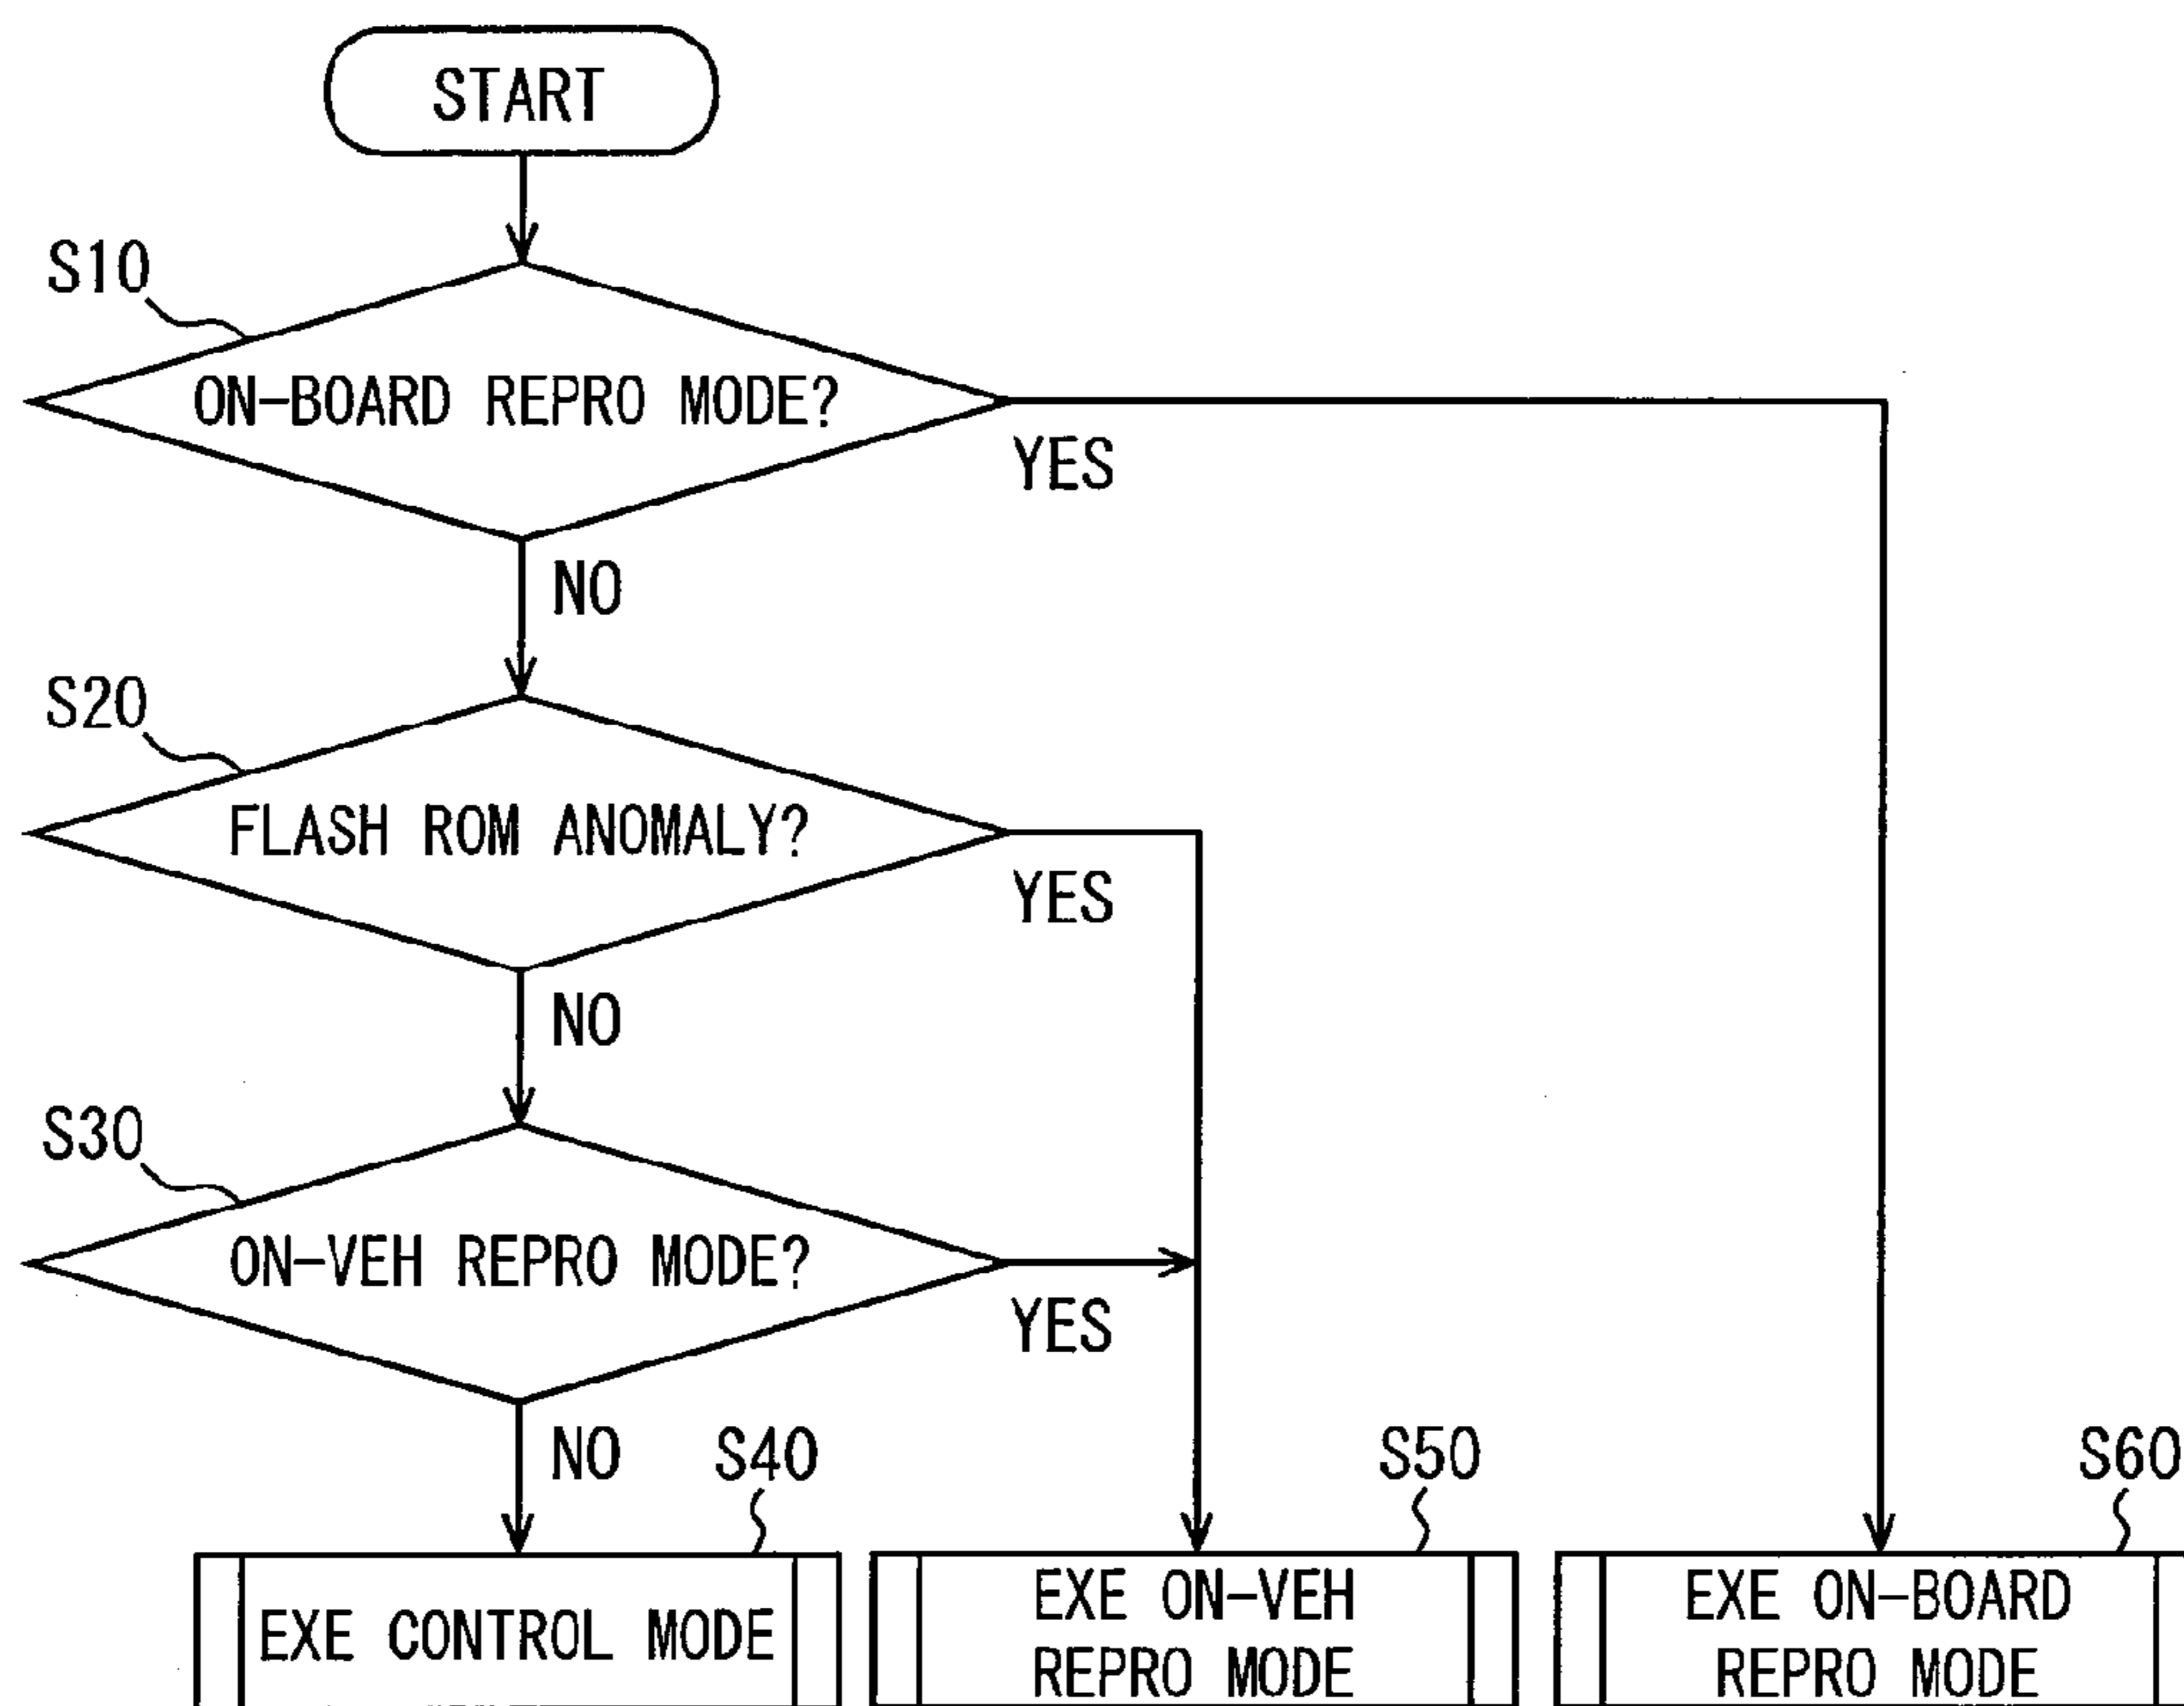 START
S10
ON-BOARD REPRO MODE?
YES
NO
S20
FLASH ROM ANOMALY?
YES
NO
S30
ON-VEH REPRO MODE?
YES
NO
S40
S50
S60
EXE CONTROL MODE
EXE ON-VEH
REPRO MODE
EXE ON-BOARD
REPRO MODE